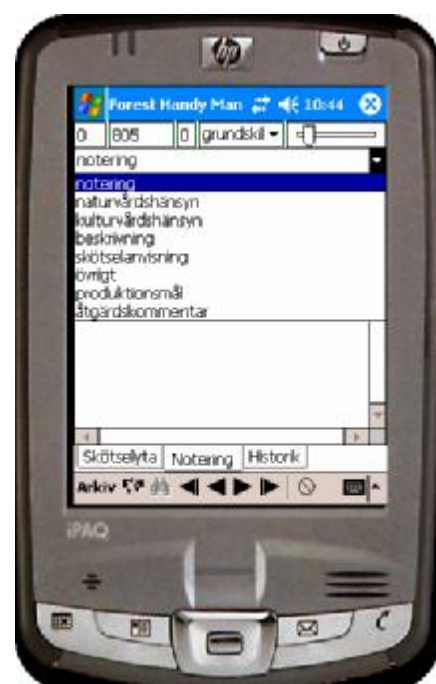 hp
Forest Handy Man 10:44
0 805 0 grundskil
notering
notering
naturvårdshänsyn
kulturvårdshänsyn
beskrivning
skötselanvisning
övrigt
produktionsmål
åtgärdskommentar
Skötselyta Notering Historik
Arkiv
iPAQ